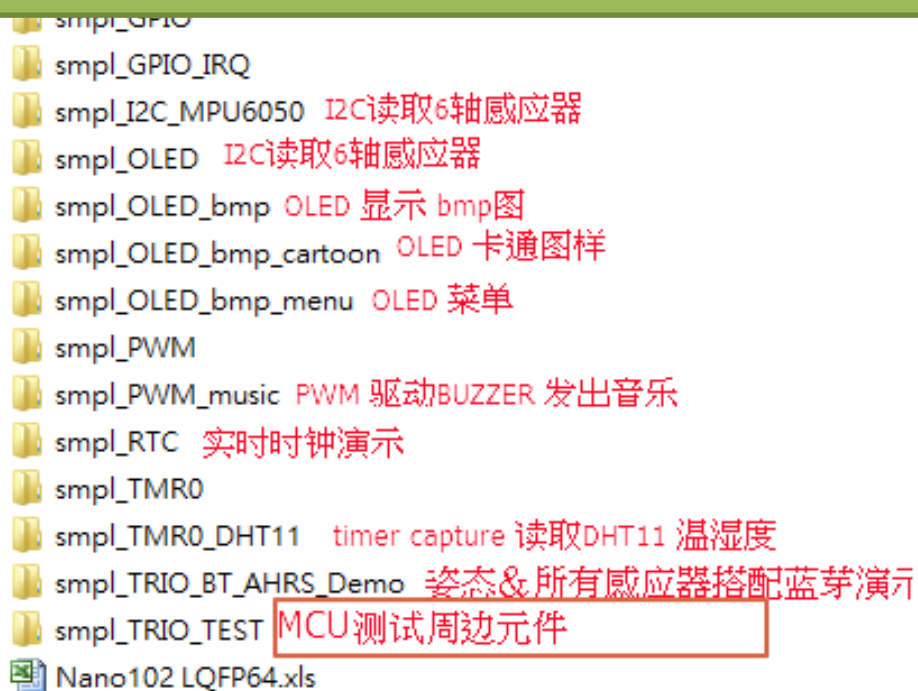 smpl_GPIO
smpl_GPIO_IRQ
smpl_I2C_MPU6050 I2C读取6轴感应器
smpl_OLED I2C读取6轴感应器
smpl_OLED_bmp OLED 显示 bmp图
smpl_OLED_bmp_cartoon OLED 卡通图样
smpl_OLED_bmp_menu OLED 菜单
smpl_PWM
smpl_PWM_music PWM 驱动BUZZER 发出音乐
smpl_RTC 实时时钟演示
smpl_TMR0
smpl_TMR0_DHT11 timer capture 读取DHT11 温湿度
smpl_TRIO_BT_AHRS_Demo 姿态&所有感应器搭配蓝芽演示
smpl_TRIO_TEST MCU测试周边元件
Nano102 LQFP64.xls